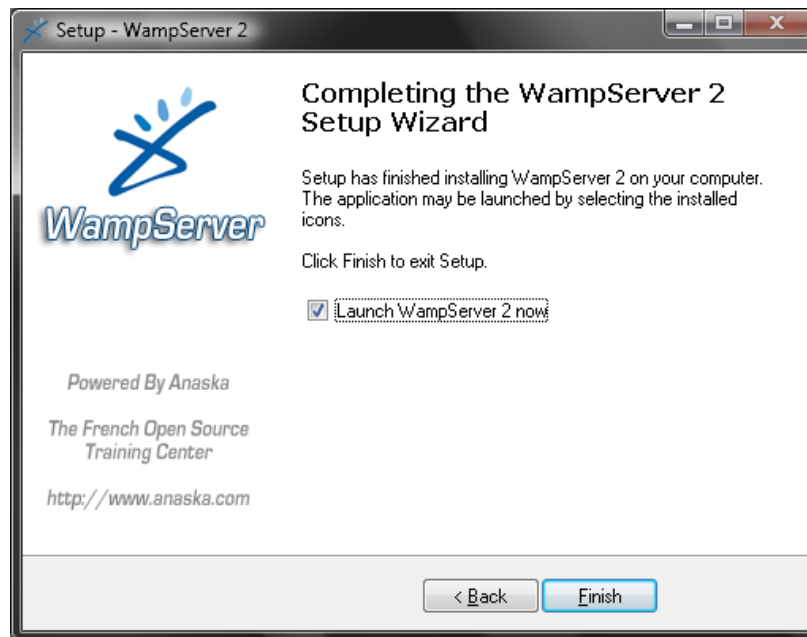 Setup - WampServer 2
Completing the WampServer 2
Setup Wizard
Setup has finished installing WampServer 2 on your computer.
The application may be launched by selecting the installed
icons.
Click Finish to exit Setup.
Launch WampServer 2 now
WampServer
Powered By Anaska
The French Open Source
Training Center
http://www.anaska.com
< Back
Finish